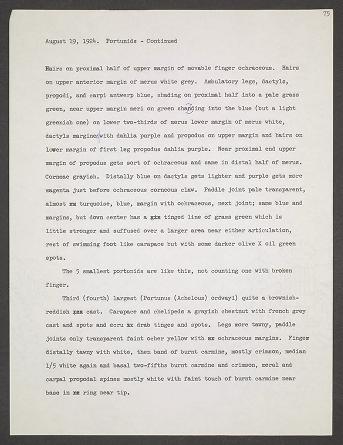 75
August 19, 1924.  Portunids - Continued
Hairs on proximal half of upper margin of movable finger ochraceous.  Hairs
on upper anterior margin of merus white grey.  Ambulatory legs, dactyls,
propodi, and carpi antwerp blue, shading on proximal half into a pale grass
green, near upper margin meri on green shading into the blue (but a light
greenish one) on lower two-thirds of merus lower margin of merus white,
dactyls margined with dahlia purple and propodus on upper margin and hairs on
lower margin of first leg propodus dahlia purple.  Near proximal end upper
margin of propodus gets sort of ochraceous and same in distal half of merus.
Corneae grayish.  Distally blue on dactyls gets lighter and purple gets more
magenta just before ochraceous corneous claw.  Paddle joint pale transparent,
almost xx turquoise, blue, margin with ochraceous, next joint; same blue and
margins, but down center has a gix tinged line of grass green which is
little stronger and suffused over a larger area near either articulation,
rest of swimming foot like carapace but with some darker olive X oil green
spots.
The 5 smallest portunids are like this, not counting one with broken
finger.
Third (fourth) largest (Portunus (Achelous) ordwayi) quite a brownish-
reddish xxx cast.  Carapace and chelipeds a grayish chestnut with french grey
cast and spots and ecru xx drab tinges and spots.  Legs more tawny, paddle
joints only transparent faint ocher yellow with xx ochraceous margins.  Finger
distally tawny with white, then band of burnt carmine, mostly crimson, median
1/5 white again and basal two-fifths burnt carmine and crimson, meral and
carpal propodal spines mostly white with faint touch of burnt carmine near
base in xx ring near tip.